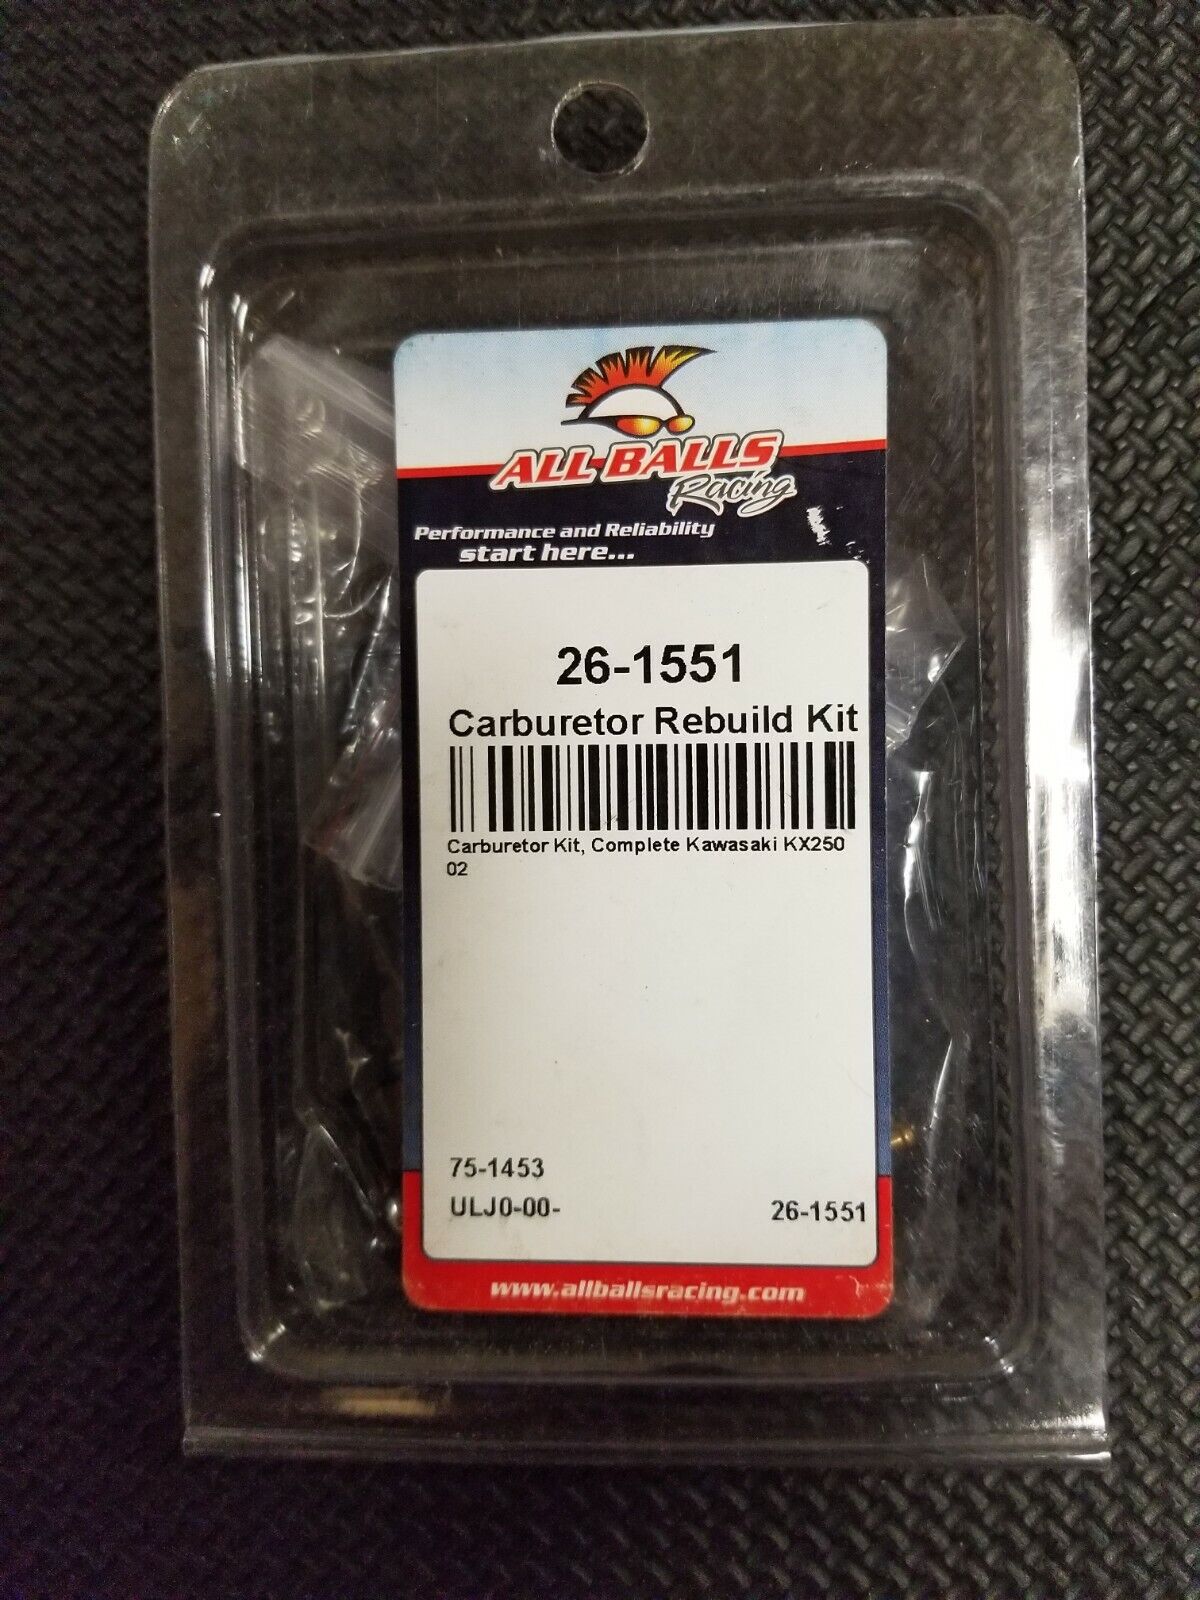 ALL BALLS
Racing
Performance and Reliability
start here...
26-1551
Carburetor Rebuild Kit
Carburetor Kit, Complete Kawasaki KX250
02
75-1453
ULJ0-00-
26-1551
www.allballsracing.com